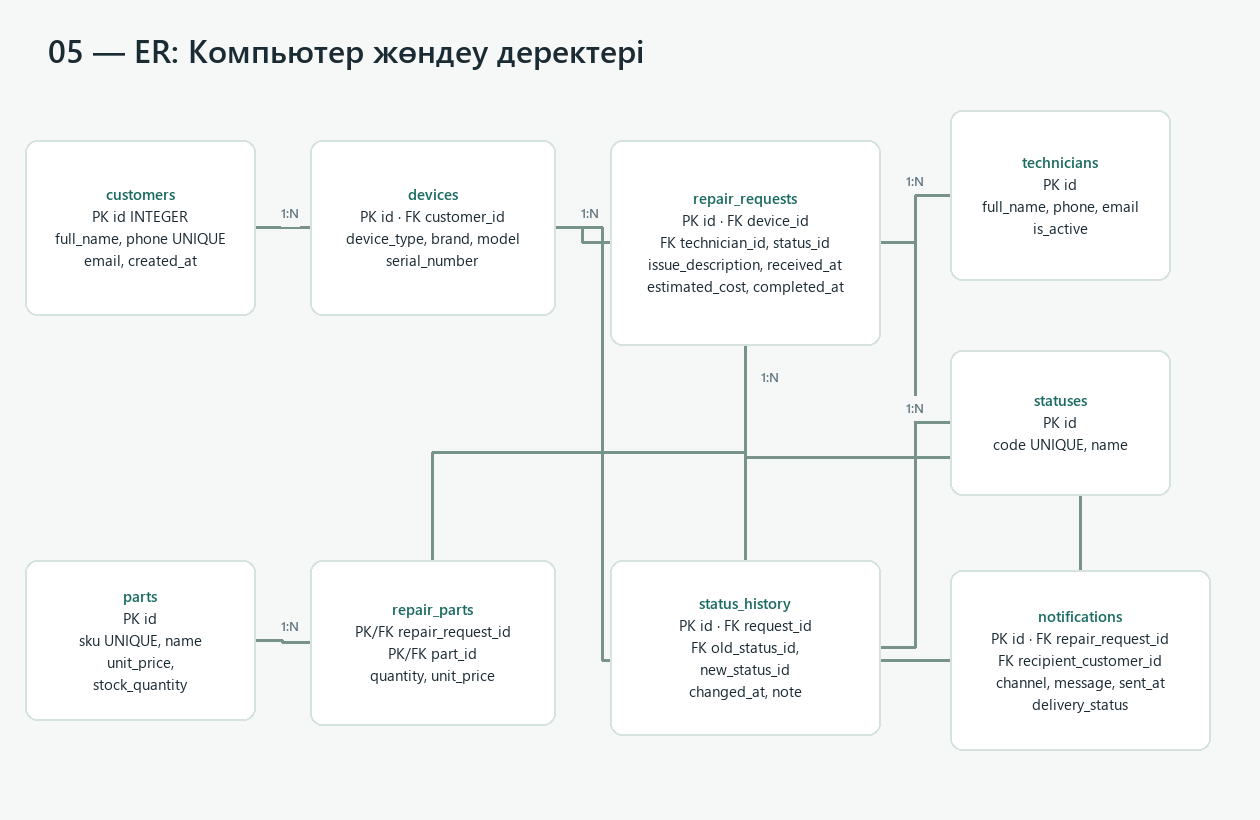 05 — ER: Компьютер жөндеу деректері
customers
PK id INTEGER
full_name, phone UNIQUE
email, created_at
1:N
devices
PK id · FK customer_id
device_type, brand, model
serial_number
1:N
repair_requests
PK id · FK device_id
FK technician_id, status_id
issue_description, received_at
estimated_cost, completed_at
1:N
technicians
PK id
full_name, phone, email
is_active
1:N
1:N
statuses
PK id
code UNIQUE, name
parts
PK id
sku UNIQUE, name
unit_price,
stock_quantity
1:N
repair_parts
PK/FK repair_request_id
PK/FK part_id
quantity, unit_price
status_history
PK id · FK request_id
FK old_status_id,
new_status_id
changed_at, note
notifications
PK id · FK repair_request_id
FK recipient_customer_id
channel, message, sent_at
delivery_status